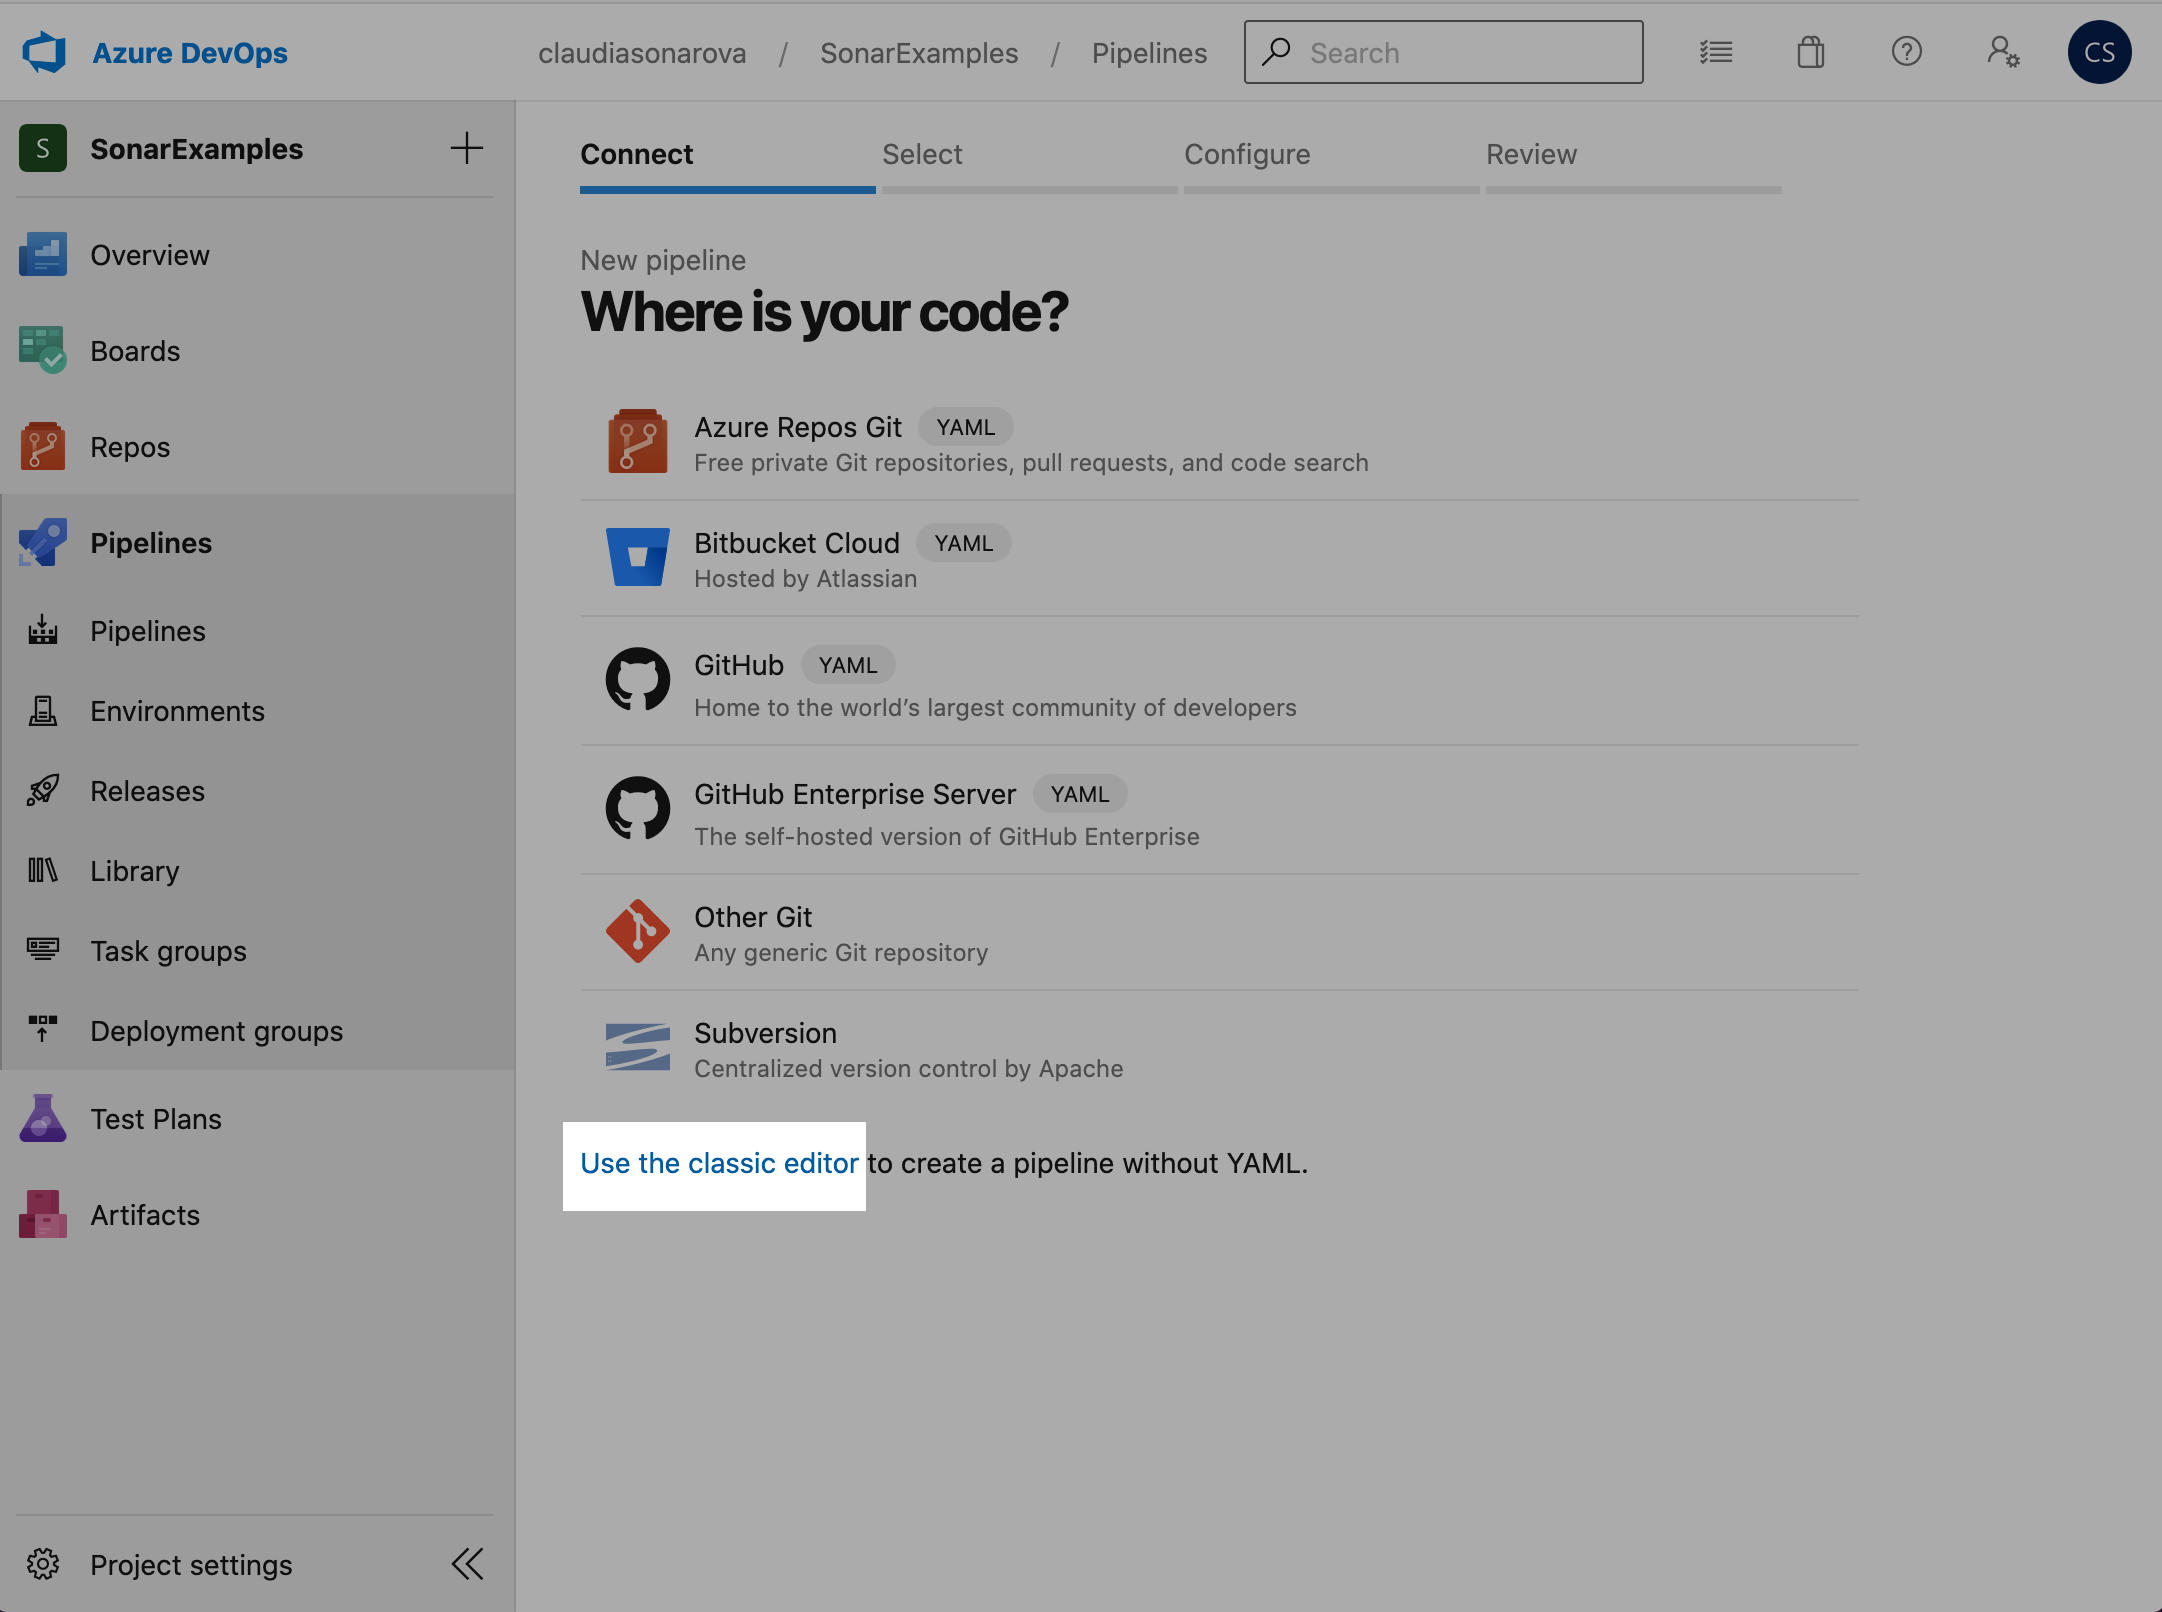 Azure DevOps
claudiasonarova / SonarExamples / Pipelines
Search
CS
S SonarExamples
Overview
Boards
Repos
Pipelines
Pipelines
Environments
Releases
Library
Task groups
Deployment groups
Test Plans
Artifacts
Project settings
Connect
Select
Configure
Review
New pipeline
Where is your code?
Azure Repos Git YAML
Free private Git repositories, pull requests, and code search
Bitbucket Cloud YAML
Hosted by Atlassian
GitHub YAML
Home to the world’s largest community of developers
GitHub Enterprise Server YAML
The self-hosted version of GitHub Enterprise
Other Git
Any generic Git repository
Subversion
Centralized version control by Apache
Use the classic editor to create a pipeline without YAML.